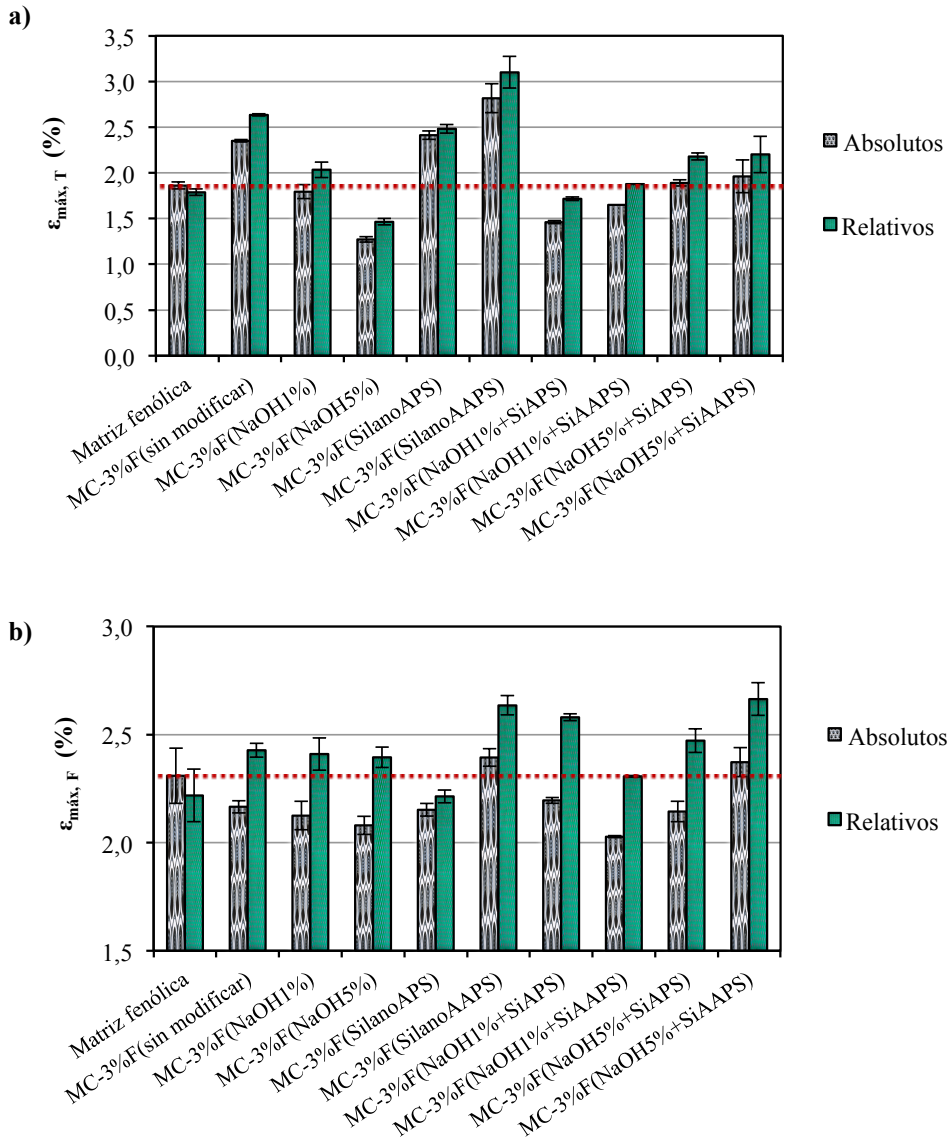 a)
3,5
3,0
2,5
2,0
1,5
1,0
0,5
0,0
εmáx, T (%)
Absolutos
Relativos
Matriz fenólica
MC-3%F(sin modificar)
MC-3%F(NaOH1%)
MC-3%F(NaOH5%)
MC-3%F(SilanoAPS)
MC-3%F(SilanoAAPS)
MC-3%F(NaOH1%+SiAPS)
MC-3%F(NaOH1%+SiAAPS)
MC-3%F(NaOH5%+SiAPS)
MC-3%F(NaOH5%+SiAAPS)
b)
3,0
2,5
2,0
1,5
εmáx, F (%)
Absolutos
Relativos
Matriz fenólica
MC-3%F(sin modificar)
MC-3%F(NaOH1%)
MC-3%F(NaOH5%)
MC-3%F(SilanoAPS)
MC-3%F(SilanoAAPS)
MC-3%F(NaOH1%+SiAPS)
MC-3%F(NaOH1%+SiAAPS)
MC-3%F(NaOH5%+SiAPS)
MC-3%F(NaOH5%+SiAAPS)